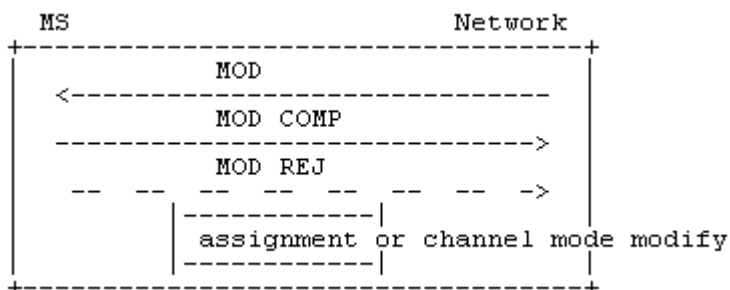 MS Network
MOD
MOD COMP
MOD REJ
assignment or channel mode modify